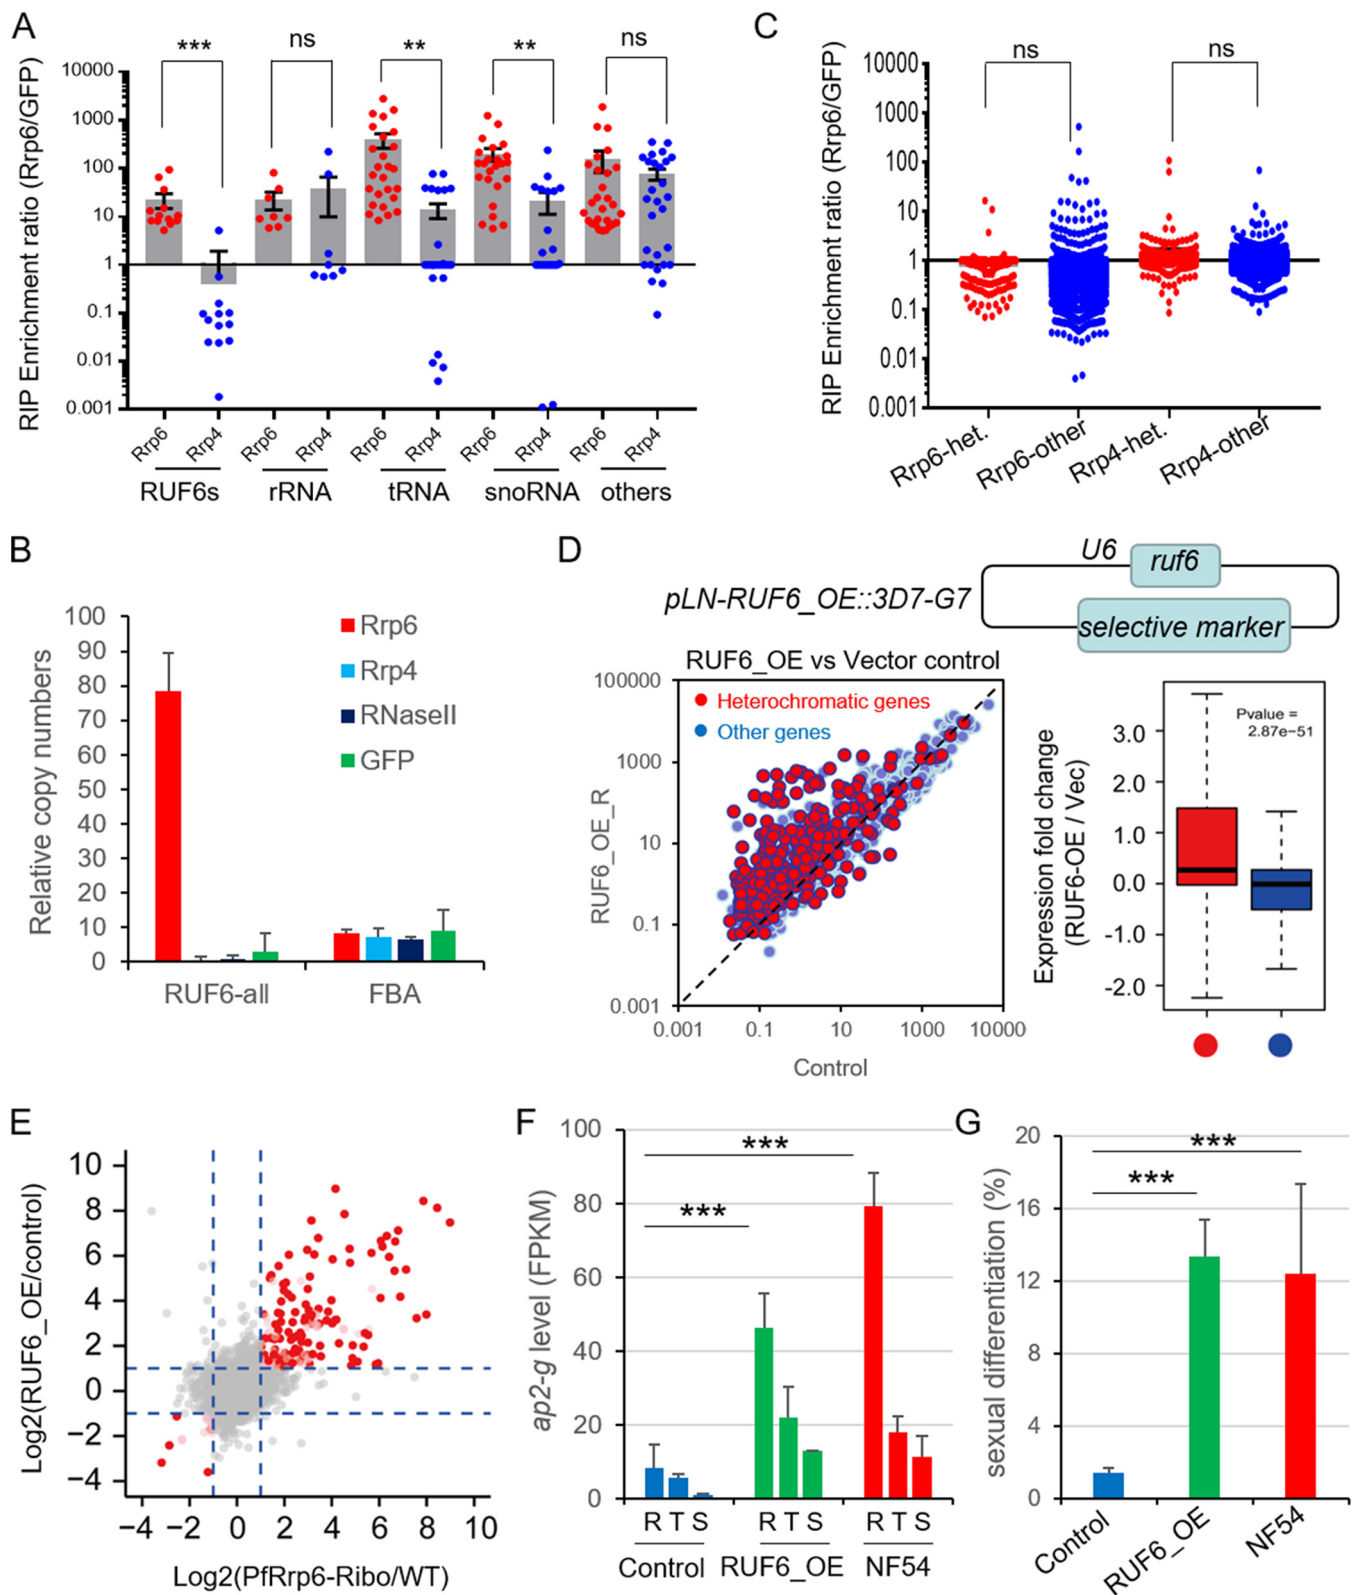 A
RIP Enrichment ratio (Rrp6/GFP)
10000
1000
100
10
1
0.1
0.01
0.001
***
ns
**
**
ns
Rrp6
Rrp4
Rrp6
Rrp4
Rrp6
Rrp4
Rrp6
Rrp4
Rrp6
Rrp4
RUF6s
rRNA
tRNA
snoRNA
others
C
RIP Enrichment ratio (Rrp6/GFP)
10000
1000
100
10
1
0.1
0.01
0.001
ns
ns
Rrp6-het.
Rrp6-other
Rrp4-het.
Rrp4-other
B
Relative copy numbers
100
90
80
70
60
50
40
30
20
10
0
Rrp6
Rrp4
RNaseII
GFP
RUF6-all
FBA
D
pLN-RUF6_OE::3D7-G7
U6
ruf6
selective marker
RUF6_OE vs Vector control
Heterochromatic genes
Other genes
RUF6_OE_R
100000
1000
10
0.1
0.001
0.001
0.1
10
1000
10000
Control
Expression fold change
(RUF6-OE / Vec)
3.0
2.0
1.0
0.0
-1.0
-2.0
Pvalue =
2.87e-51
E
Log2(RUF6_OE/control)
10
8
6
4
2
0
−2
−4
−4
−2
0
2
4
6
8
10
Log2(PfRrp6-Ribo/WT)
F
ap2-g level (FPKM)
100
80
60
40
20
0
***
***
R T S
R T S
R T S
Control
RUF6_OE
NF54
G
sexual differentiation (%)
20
16
12
8
4
0
***
***
Control
RUF6_OE
NF54